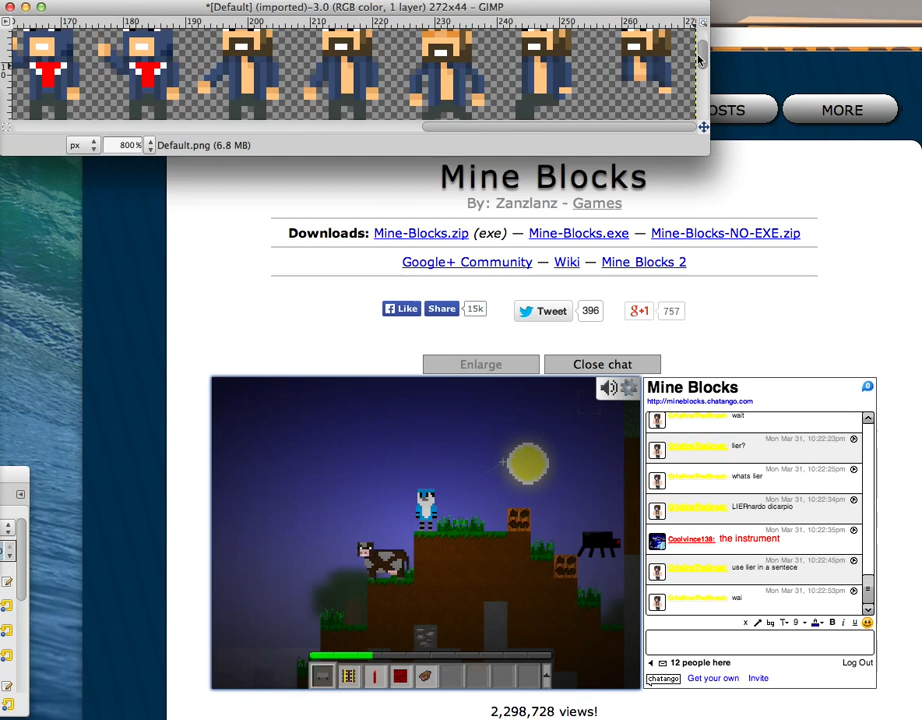 *[Default] (imported)-3.0 (RGB color, 1 layer) 272x44 – GIMP
170 180 190 200 210 220 230 240 250 260 27
px 800% Default.png (6.8 MB)
OSTS MORE
Mine Blocks
By: Zanzlanz - Games
Downloads: Mine-Blocks.zip (exe) — Mine-Blocks.exe — Mine-Blocks-NO-EXE.zip
Google+ Community — Wiki — Mine Blocks 2
Like Share 15k Tweet 396 g+1 757
Enlarge Close chat
Mine Blocks
http://mineblocks.chatango.com
wait
Mon Mar 31, 10:22:23pm
lier?
Mon Mar 31, 10:22:25pm
whats lier
Mon Mar 31, 10:22:34pm
LIERnardo dicarpio
Mon Mar 31, 10:22:35pm
Coolvince138: the instrument
Mon Mar 31, 10:22:45pm
use lier in a sentece
Mon Mar 31, 10:22:53pm
wai
x bg T 9 A B i U
12 people here Log Out
chatango Get your own Invite
2,298,728 views!